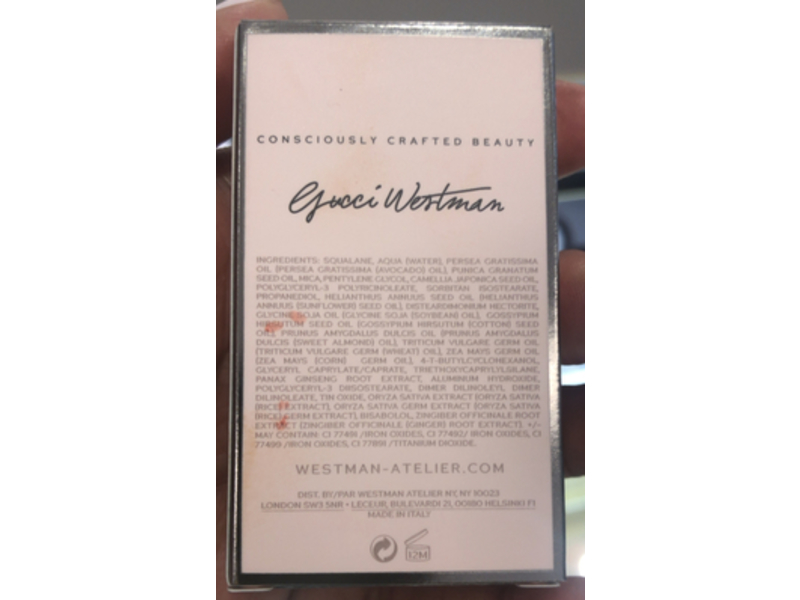 CONSCIOUSLY CRAFTED BEAUTY
Gucci Westman
INGREDIENTS: SQUALANE, AQUA (WATER), PERSEA GRATISSIMA
OIL (PERSEA GRATISSIMA (AVOCADO) OIL), PUNICA GRANATUM
SEED OIL, MICA, PENTYLENE GLYCOL, CAMELLIA JAPONICA SEED OIL,
POLYGLYCERYL-3 POLYRICINOLEATE, SORBITAN ISOSTEARATE,
PROPANEDIOL, HELIANTHUS ANNUUS SEED OIL (HELIANTHUS
ANNUUS (SUNFLOWER) SEED OIL), DISTEARDIMONIUM HECTORITE,
GLYCINE SOJA OIL (GLYCINE SOJA (SOYBEAN) OIL), GOSSYPIUM
HIRSUTUM SEED OIL (GOSSYPIUM HIRSUTUM (COTTON) SEED
OIL), PRUNUS AMYGDALUS DULCIS OIL (PRUNUS AMYGDALUS
DULCIS (SWEET ALMOND) OIL), TRITICUM VULGARE GERM OIL
(TRITICUM VULGARE GERM (WHEAT) OIL), ZEA MAYS GERM OIL
(ZEA MAYS (CORN) GERM OIL), 4-T-BUTYLCYCLOHEXANOL,
GLYCERYL CAPRYLATE/CAPRATE, TRIETHOXYCAPRYLYLSILANE,
PANAX GINSENG ROOT EXTRACT, ALUMINUM HYDROXIDE,
POLYGLYCERYL-3 DIISOSTEARATE, DIMER DILINOLEYL DIMER
DILINOLEATE, TIN OXIDE, ORYZA SATIVA EXTRACT (ORYZA SATIVA
(RICE) EXTRACT), ORYZA SATIVA GERM EXTRACT (ORYZA SATIVA
(RICE) GERM EXTRACT), BISABOLOL, ZINGIBER OFFICINALE ROOT
EXTRACT (ZINGIBER OFFICINALE (GINGER) ROOT EXTRACT). +/-
MAY CONTAIN: CI 77491 /IRON OXIDES, CI 77492/ IRON OXIDES, CI
77499 /IRON OXIDES, CI 77891 /TITANIUM DIOXIDE.
WESTMAN-ATELIER.COM
DIST. BY/PAR WESTMAN ATELIER NY, NY 10023
LONDON SW3 5NR • LECEUR, BULEVARDI 21, 00180 HELSINKI FI
MADE IN ITALY
12M